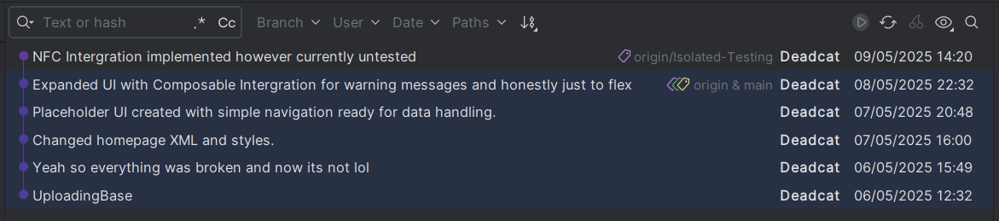 Text or hash .* Cc Branch User Date Paths
NFC Intergration implemented however currently untested origin/Isolated-Testing Deadcat 09/05/2025 14:20
Expanded UI with Composable Intergration for warning messages and honestly just to flex origin & main Deadcat 08/05/2025 22:32
Placeholder UI created with simple navigation ready for data handling. Deadcat 07/05/2025 20:48
Changed homepage XML and styles. Deadcat 07/05/2025 16:00
Yeah so everything was broken and now its not lol Deadcat 06/05/2025 15:49
UploadingBase Deadcat 06/05/2025 12:32